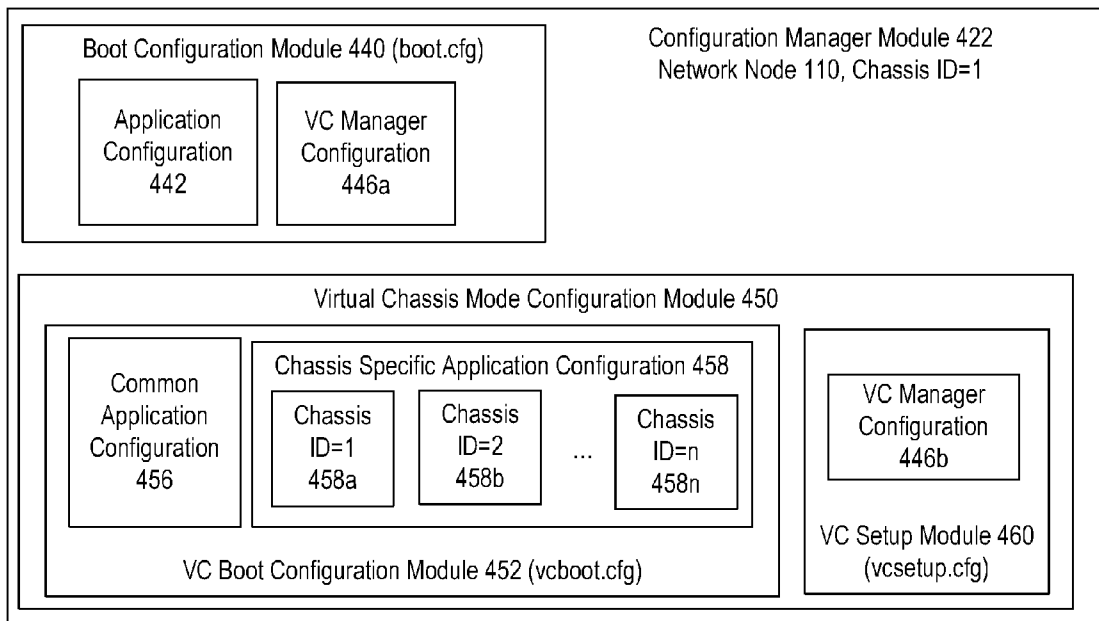 Boot Configuration Module 440 (boot.cfg)
Application
Configuration
442
VC Manager
Configuration
446a
Configuration Manager Module 422
Network Node 110, Chassis ID=1
Virtual Chassis Mode Configuration Module 450
Common
Application
Configuration
456
Chassis Specific Application Configuration 458
Chassis
ID=1
458a
Chassis
ID=2
458b
...
Chassis
ID=n
458n
VC Boot Configuration Module 452 (vcboot.cfg)
VC Manager
Configuration
446b
VC Setup Module 460
(vcsetup.cfg)